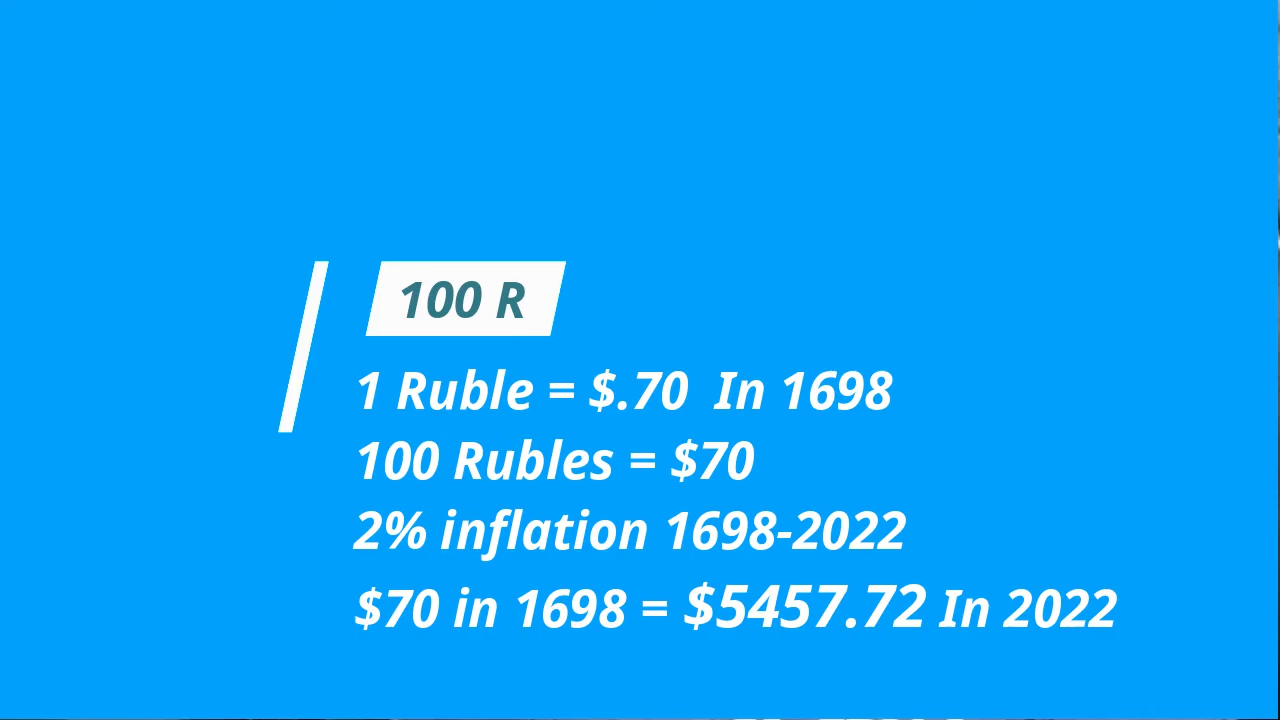 100 R
1 Ruble = $.70 In 1698
100 Rubles = $70
2% inflation 1698-2022
$70 in 1698 = $5457.72 In 2022